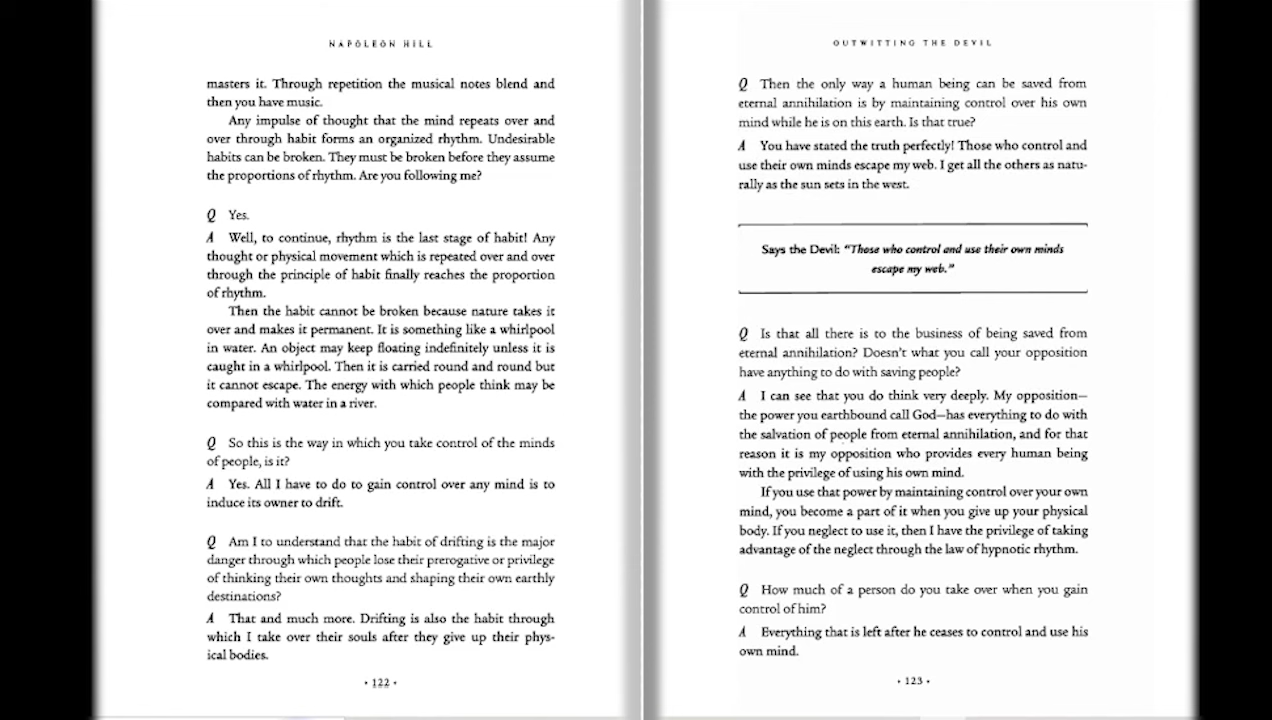 NAPOLEON HILL
masters it. Through repetition the musical notes blend and
then you have music.
Any impulse of thought that the mind repeats over and
over through habit forms an organized rhythm. Undesirable
habits can be broken. They must be broken before they assume
the proportions of rhythm. Are you following me?
Q Yes.
A Well, to continue, rhythm is the last stage of habit! Any
thought or physical movement which is repeated over and over
through the principle of habit finally reaches the proportion
of rhythm.
Then the habit cannot be broken because nature takes it
over and makes it permanent. It is something like a whirlpool
in water. An object may keep floating indefinitely unless it is
caught in a whirlpool. Then it is carried round and round but
it cannot escape. The energy with which people think may be
compared with water in a river.
Q So this is the way in which you take control of the minds
of people, is it?
A Yes. All I have to do to gain control over any mind is to
induce its owner to drift.
Q Am I to understand that the habit of drifting is the major
danger through which people lose their prerogative or privilege
of thinking their own thoughts and shaping their own earthly
destinations?
A That and much more. Drifting is also the habit through
which I take over their souls after they give up their phys-
ical bodies.
• 122 •
OUTWITTING THE DEVIL
Q Then the only way a human being can be saved from
eternal annihilation is by maintaining control over his own
mind while he is on this earth. Is that true?
A You have stated the truth perfectly! Those who control and
use their own minds escape my web. I get all the others as natu-
rally as the sun sets in the west.
Says the Devil: "Those who control and use their own minds
escape my web."
Q Is that all there is to the business of being saved from
eternal annihilation? Doesn't what you call your opposition
have anything to do with saving people?
A I can see that you do think very deeply. My opposition—
the power you earthbound call God—has everything to do with
the salvation of people from eternal annihilation, and for that
reason it is my opposition who provides every human being
with the privilege of using his own mind.
If you use that power by maintaining control over your own
mind, you become a part of it when you give up your physical
body. If you neglect to use it, then I have the privilege of taking
advantage of the neglect through the law of hypnotic rhythm.
Q How much of a person do you take over when you gain
control of him?
A Everything that is left after he ceases to control and use his
own mind.
• 123 •